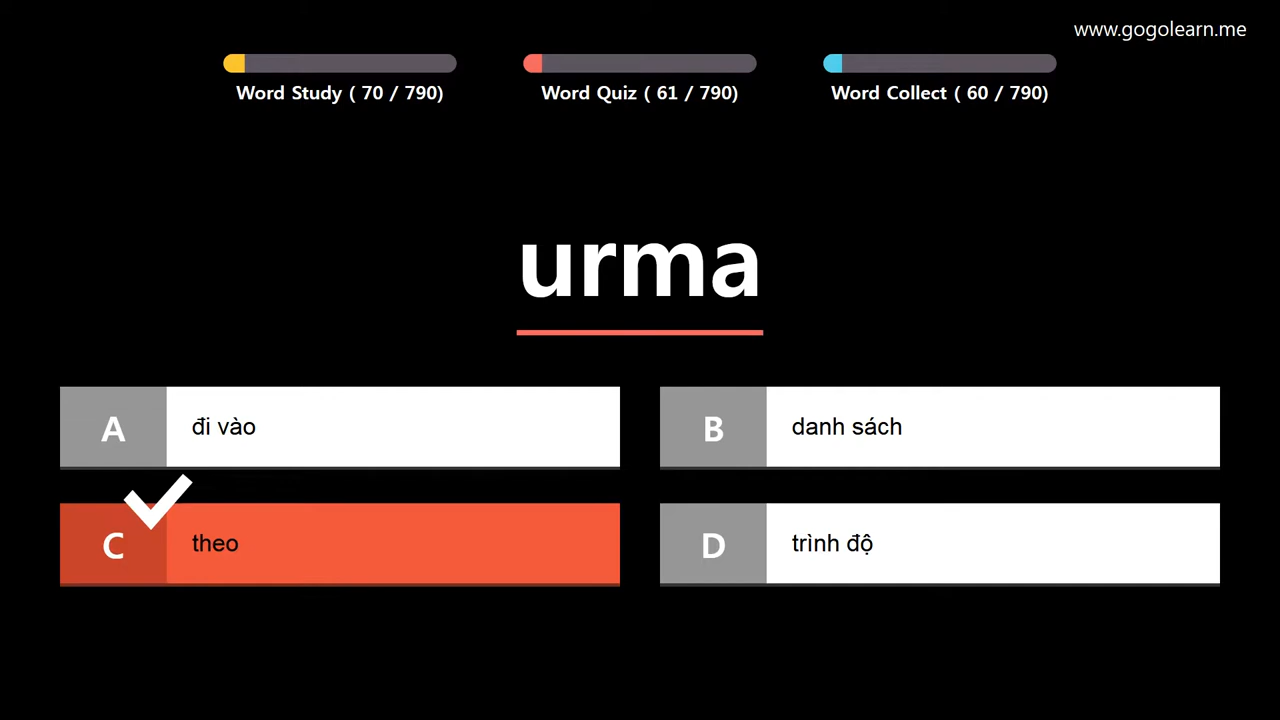 www.gogolearn.me
Word Study ( 70 / 790)
Word Quiz ( 61 / 790)
Word Collect ( 60 / 790)
urma
A
đi vào
B
danh sách
C
theo
D
trình độ